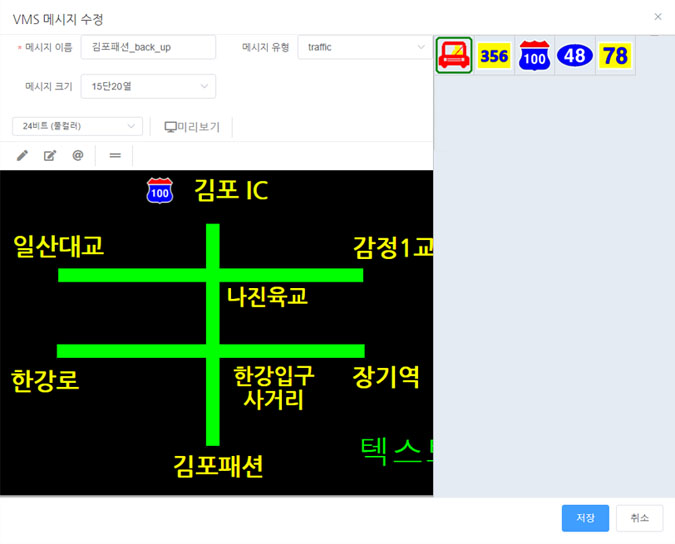 VMS 메시지 수정
* 메시지 이름 김포패션_back_up 메시지 유형 traffic
메시지 크기 15단20열
24비트 (풀컬러) 미리보기
@
356 100 48 78
100 김포 IC
일산대교 감정1교
나진육교
한강로 한강입구 사거리 장기역
텍스
김포패션
저장 취소